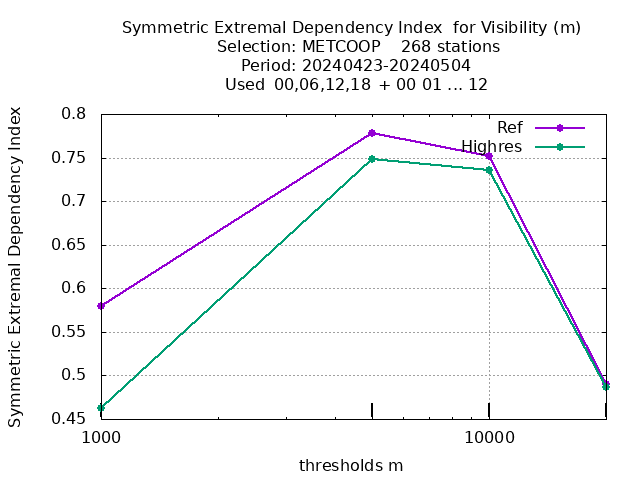 Symmetric Extremal Dependency Index  for Visibility (m)
Selection: METCOOP    268 stations
Period: 20240423-20240504
Used  00,06,12,18 + 00 01 ... 12
Symmetric Extremal Dependency Index
0.8
0.75
0.7
0.65
0.6
0.55
0.5
0.45
Ref
Highres
1000
10000
thresholds m